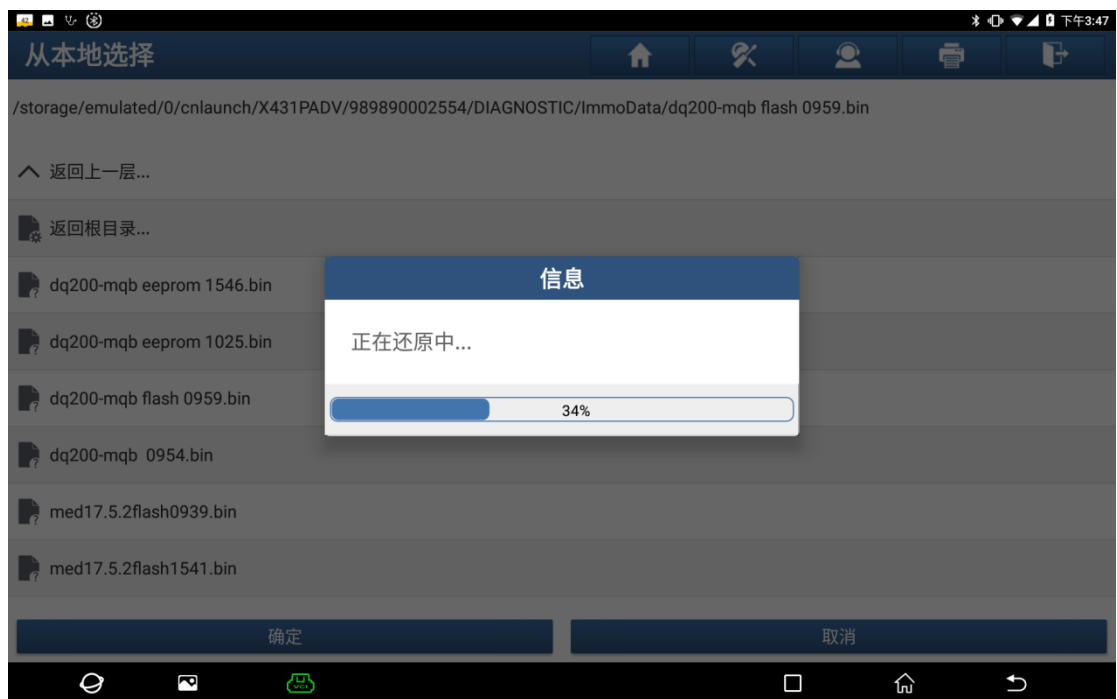 下午3:47
从本地选择
/storage/emulated/0/cnlaunch/X431PADV/989890002554/DIAGNOSTIC/ImmoData/dq200-mqb flash 0959.bin
返回上一层...
返回根目录...
dq200-mqb eeprom 1546.bin
dq200-mqb eeprom 1025.bin
dq200-mqb flash 0959.bin
dq200-mqb 0954.bin
med17.5.2flash0939.bin
med17.5.2flash1541.bin
信息
正在还原中...
34%
确定
取消
VCI